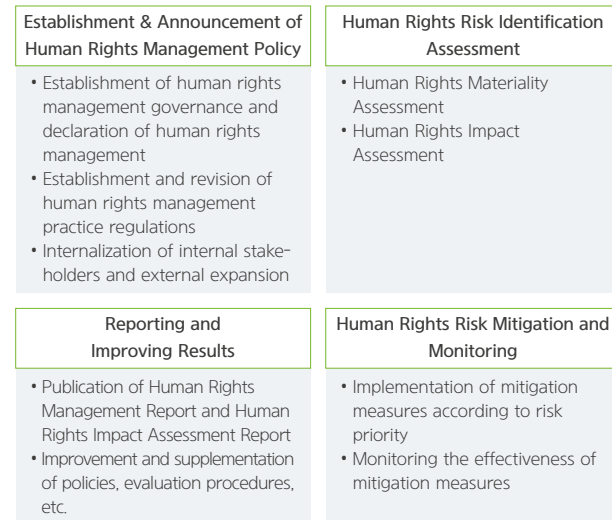 Establishment & Announcement of
Human Rights Management Policy
• Establishment of human rights
management governance and
declaration of human rights
management
• Establishment and revision of
human rights management
practice regulations
• Internalization of internal stake-
holders and external expansion
Human Rights Risk Identification
Assessment
• Human Rights Materiality
Assessment
• Human Rights Impact
Assessment
Reporting and
Improving Results
• Publication of Human Rights
Management Report and Human
Rights Impact Assessment Report
• Improvement and supplementation
of policies, evaluation procedures,
etc.
Human Rights Risk Mitigation and
Monitoring
• Implementation of mitigation
measures according to risk
priority
• Monitoring the effectiveness of
mitigation measures